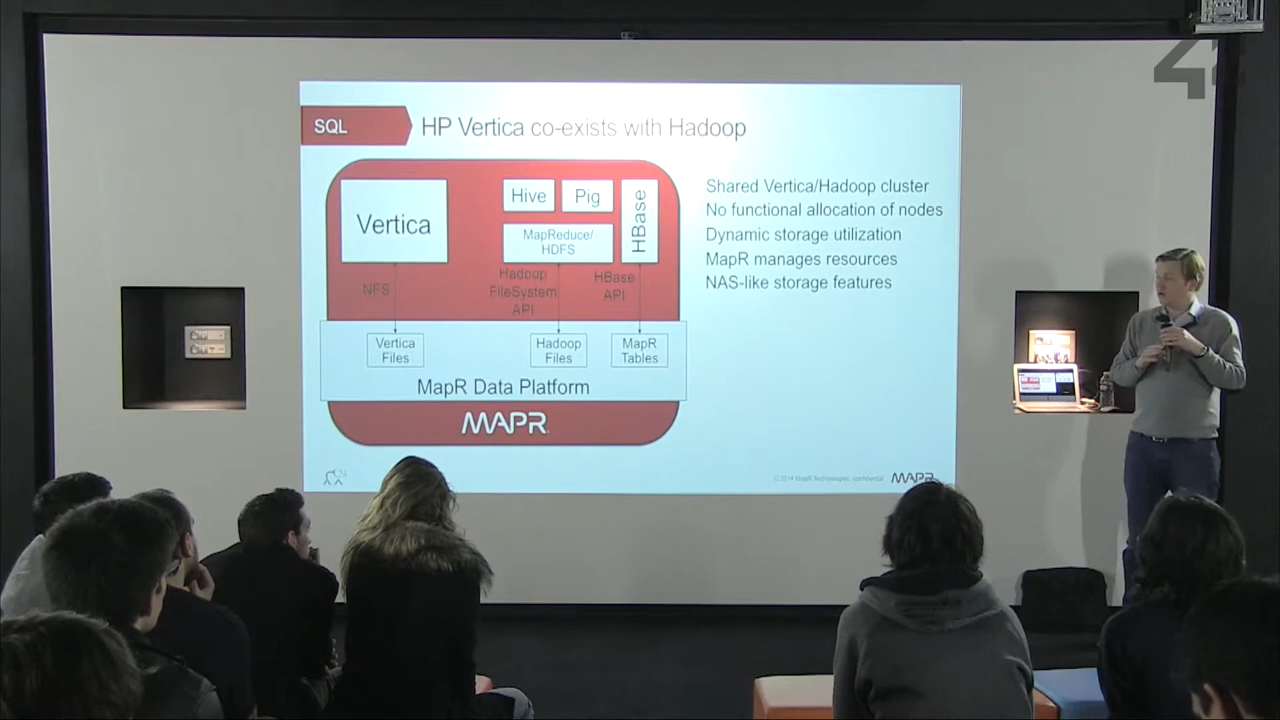 42
SQL
HP Vertica co-exists with Hadoop
Vertica
Hive
Pig
HBase
MapReduce/
HDFS
NFS
Hadoop
FileSystem
API
HBase
API
Vertica
Files
Hadoop
Files
MapR
Tables
MapR Data Platform
MAPR
Shared Vertica/Hadoop cluster
No functional allocation of nodes
Dynamic storage utilization
MapR manages resources
NAS-like storage features
© 2014 MapR Technologies, confidential
MAPR